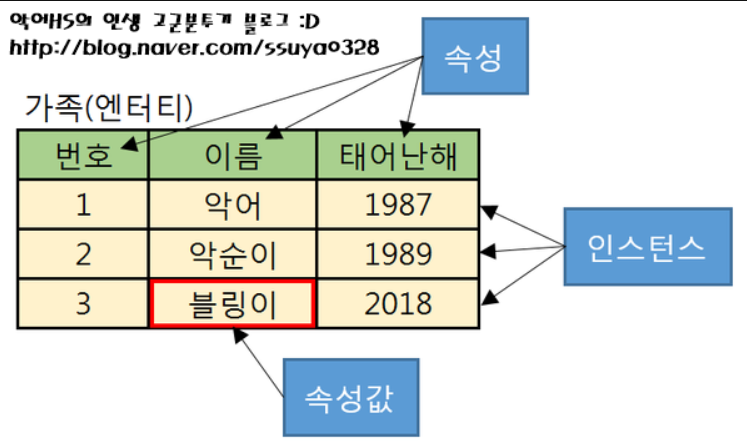 악어HS의 인생 고군분투기 블로그 :D
http://blog.naver.com/ssuyao328
속성
가족(엔터티)
번호 이름 태어난해
1 악어 1987
2 악순이 1989
인스턴스
3 블링이 2018
속성값